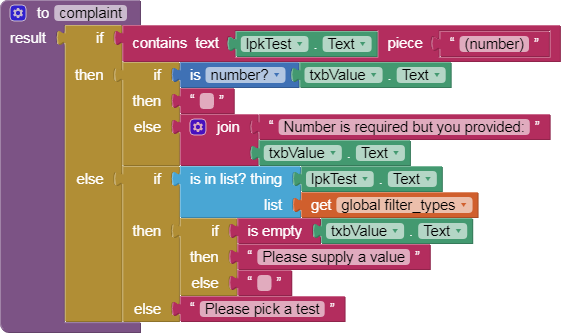 to complaint
result if contains text lpkTest . Text piece " (number) "
then if is number? txbValue . Text
then " "
else join " Number is required but you provided: "
txbValue . Text
else if is in list? thing lpkTest . Text
list get global filter_types
then if is empty txbValue . Text
then " Please supply a value "
else " "
else " Please pick a test "